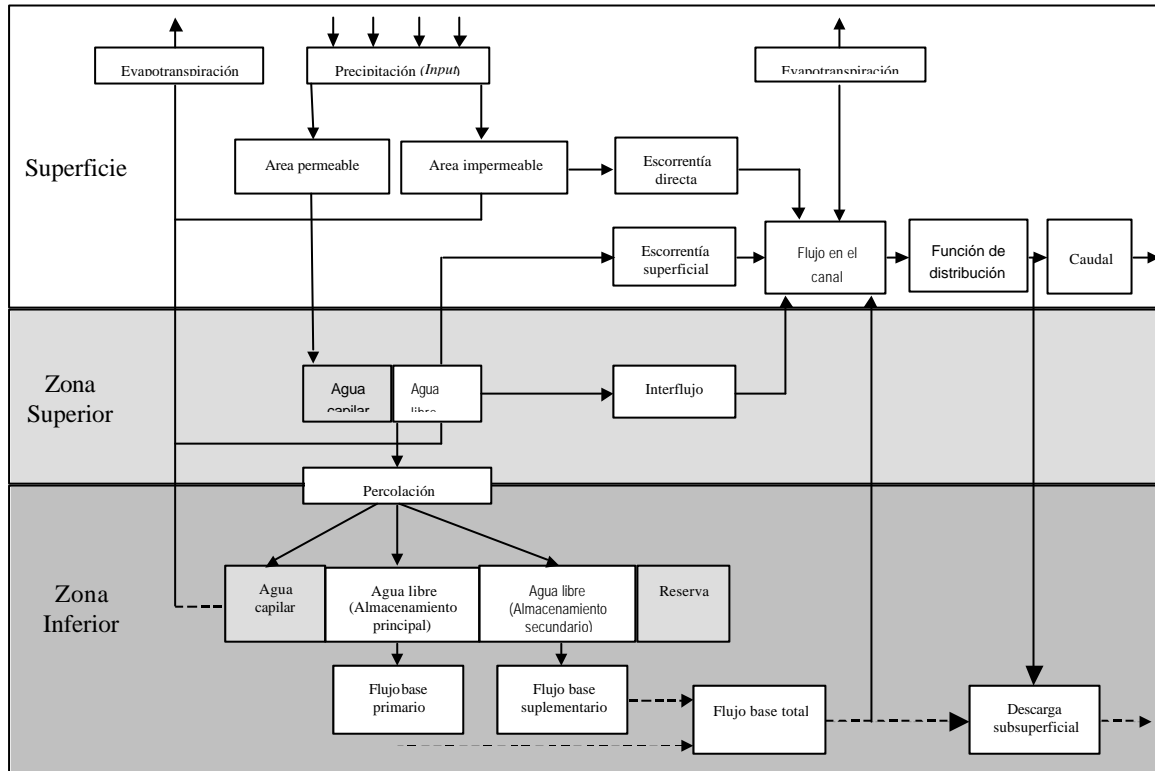 Evapotranspiración
Precipitación (Input)
Evapotranspiración
Superficie
Area permeable
Area impermeable
Escorrentía
directa
Escorrentía
superficial
Flujo en el
canal
Función de
distribución
Caudal
Zona
Superior
Agua
capilar
Agua
libre
Interflujo
Percolación
Zona
Inferior
Agua
capilar
Agua libre
(Almacenamiento
principal)
Agua libre
(Almacenamiento
secundario)
Reserva
Flujo base
primario
Flujo base
suplementario
Flujo base total
Descarga
subsuperficial